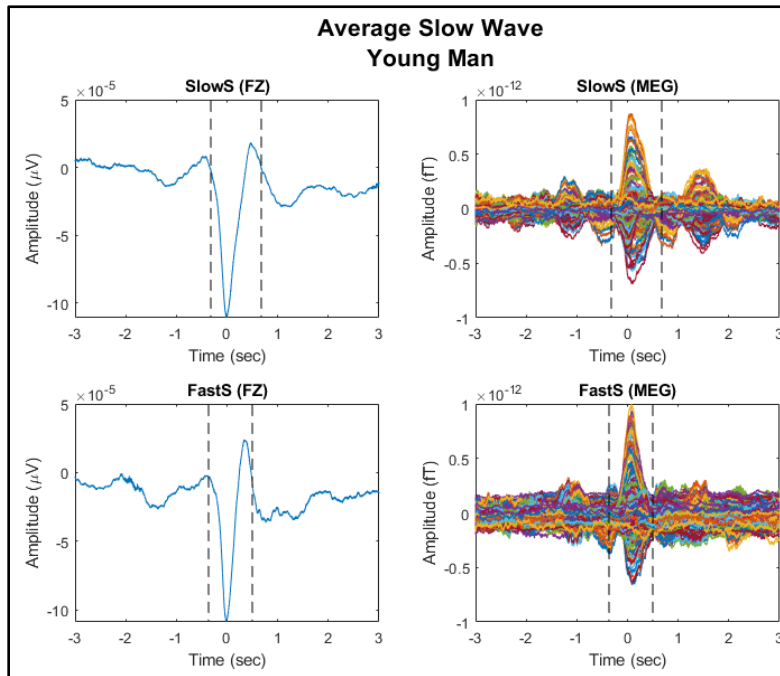 Average Slow Wave
Young Man
SlowS (FZ)
×10⁻⁵
5
0
-5
-10
Amplitude (μV)
-3 -2 -1 0 1 2 3
Time (sec)
SlowS (MEG)
×10⁻¹²
1
0.5
0
-0.5
-1
Amplitude (fT)
-3 -2 -1 0 1 2 3
Time (sec)
FastS (FZ)
×10⁻⁵
5
0
-5
-10
Amplitude (μV)
-3 -2 -1 0 1 2 3
Time (sec)
FastS (MEG)
×10⁻¹²
1
0.5
0
-0.5
-1
Amplitude (fT)
-3 -2 -1 0 1 2 3
Time (sec)